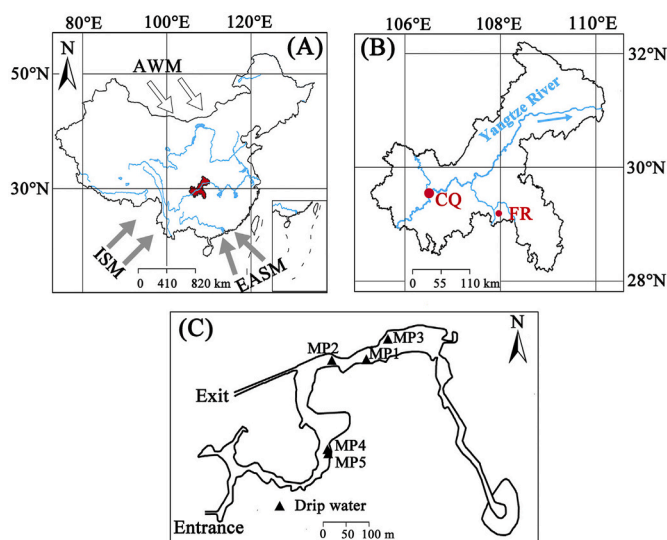 80°E 100°E 120°E
N
(A)
AWM
50°N
30°N
ISM
EASM
0 410 820 km
106°E 108°E 110°E
N
(B)
32°N
Yangtze River
30°N
CQ
FR
0 55 110 km
28°N
(C)
N
MP3
MP2
MP1
Exit
MP4
MP5
Drip water
Entrance
0 50 100 m